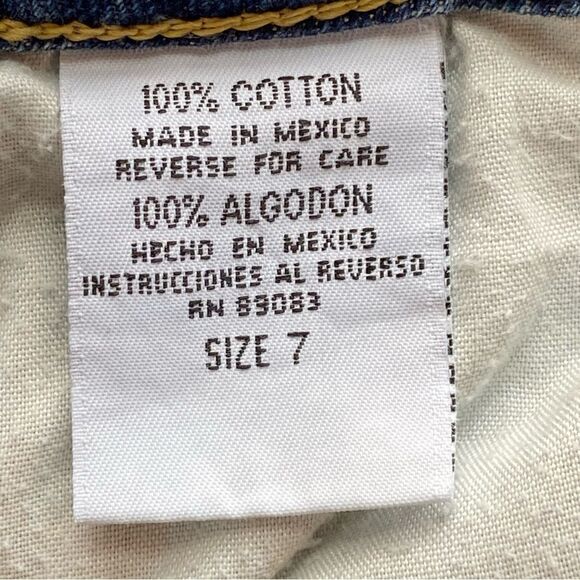 100% COTTON
MADE IN MEXICO
REVERSE FOR CARE
100% ALGODON
HECHO EN MEXICO
INSTRUCCIONES AL REVERSO
RN 89083
SIZE 7